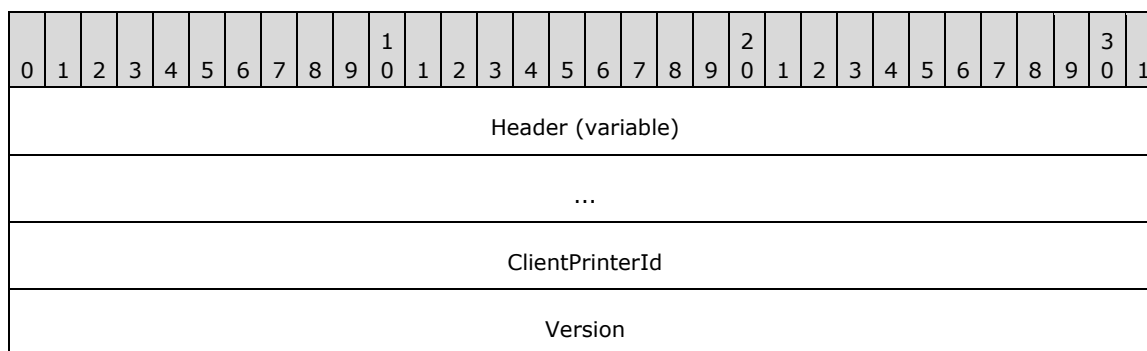 1 2 3
0 1 2 3 4 5 6 7 8 9 0 1 2 3 4 5 6 7 8 9 0 1 2 3 4 5 6 7 8 9 0 1
Header (variable)
...
ClientPrinterId
Version